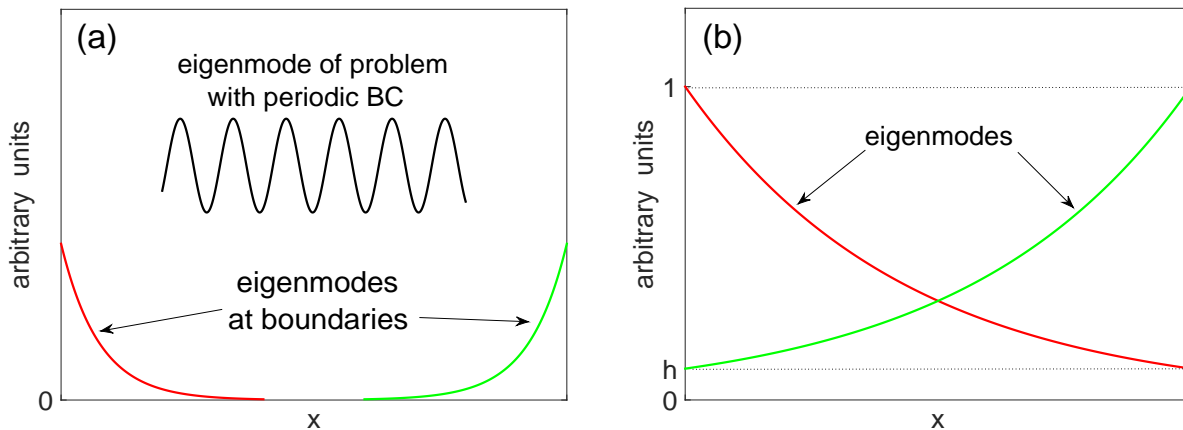 (a)
eigenmode of problem
with periodic BC
eigenmodes
at boundaries
arbitrary units
0
x
(b)
1
eigenmodes
arbitrary units
h
0
x